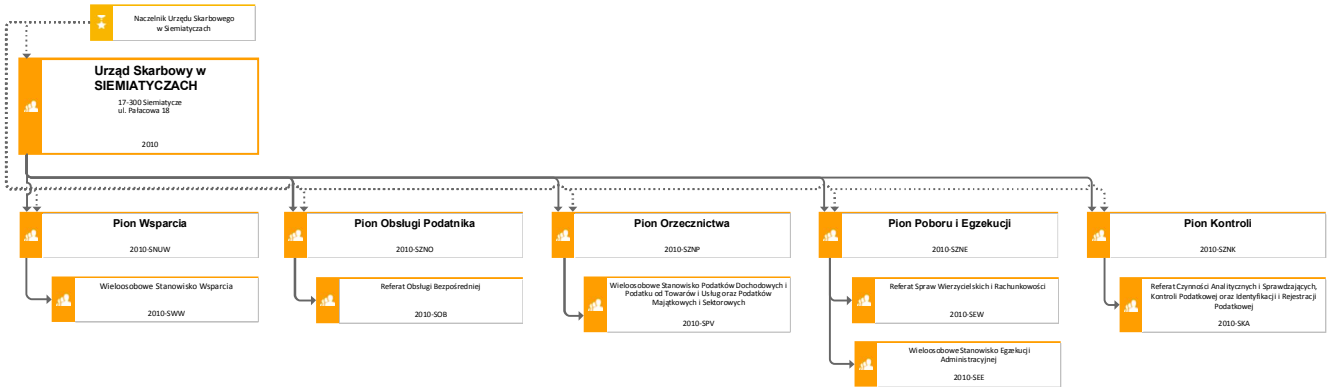 Naczelnik Urzędu Skarbowego
w Siemiatyczach
Urząd Skarbowy w
SIEMIATYCZACH
17-300 Siemiatycze
ul. Pałacowa 18
2010
Pion Wsparcia
2010-SNUW
Pion Obsługi Podatnika
2010-SZNO
Pion Orzecznictwa
2010-SZNP
Pion Poboru i Egzekucji
2010-SZNE
Pion Kontroli
2010-SZNK
Wieloosobowe Stanowisko Wsparcia
2010-SWW
Referat Obsługi Bezpośredniej
2010-SOB
Wieloosobowe Stanowisko Podatków Dochodowych i
Podatku od Towarów i Usług oraz Podatków
Majątkowych i Sektorowych
2010-SPV
Referat Spraw Wierzycielskich i Rachunkowości
2010-SEW
Referat Czynności Analitycznych i Sprawdzających,
Kontroli Podatkowej oraz Identyfikacji i Rejestracji
Podatkowej
2010-SKA
Wieloosobowe Stanowisko Egzekucji
Administracyjnej
2010-SEE